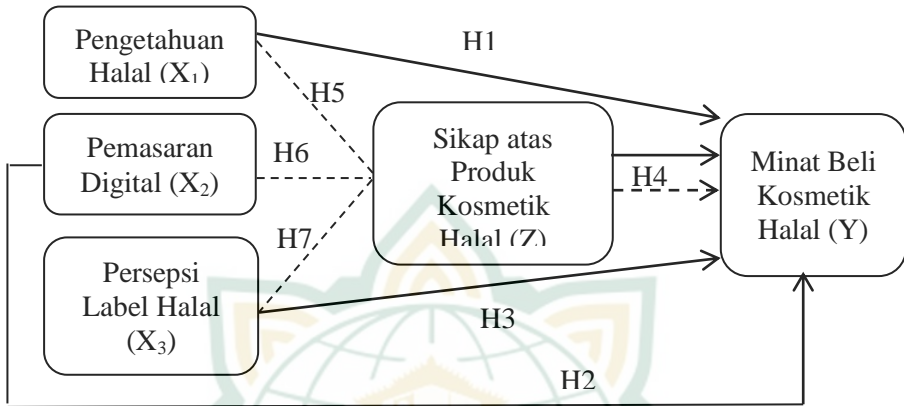 Pengetahuan
Halal (X₁)
H1
H5
Pemasaran
Digital (X₂)
H6
Sikap atas
Produk
Kosmetik
Halal (Z)
H4
Minat Beli
Kosmetik
Halal (Y)
H7
Persepsi
Label Halal
(X₃)
H3
H2